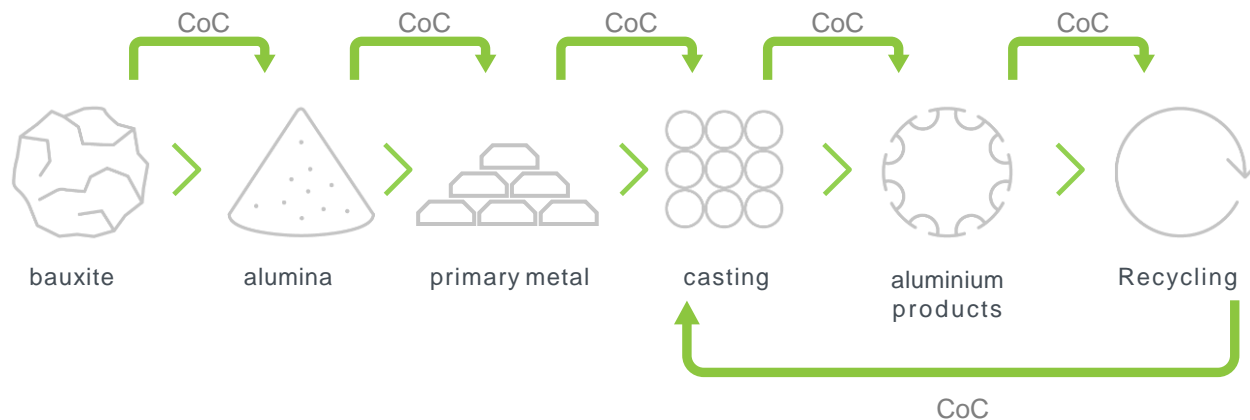 CoC
CoC
CoC
CoC
CoC
bauxite
alumina
primary metal
casting
aluminium
products
Recycling
CoC